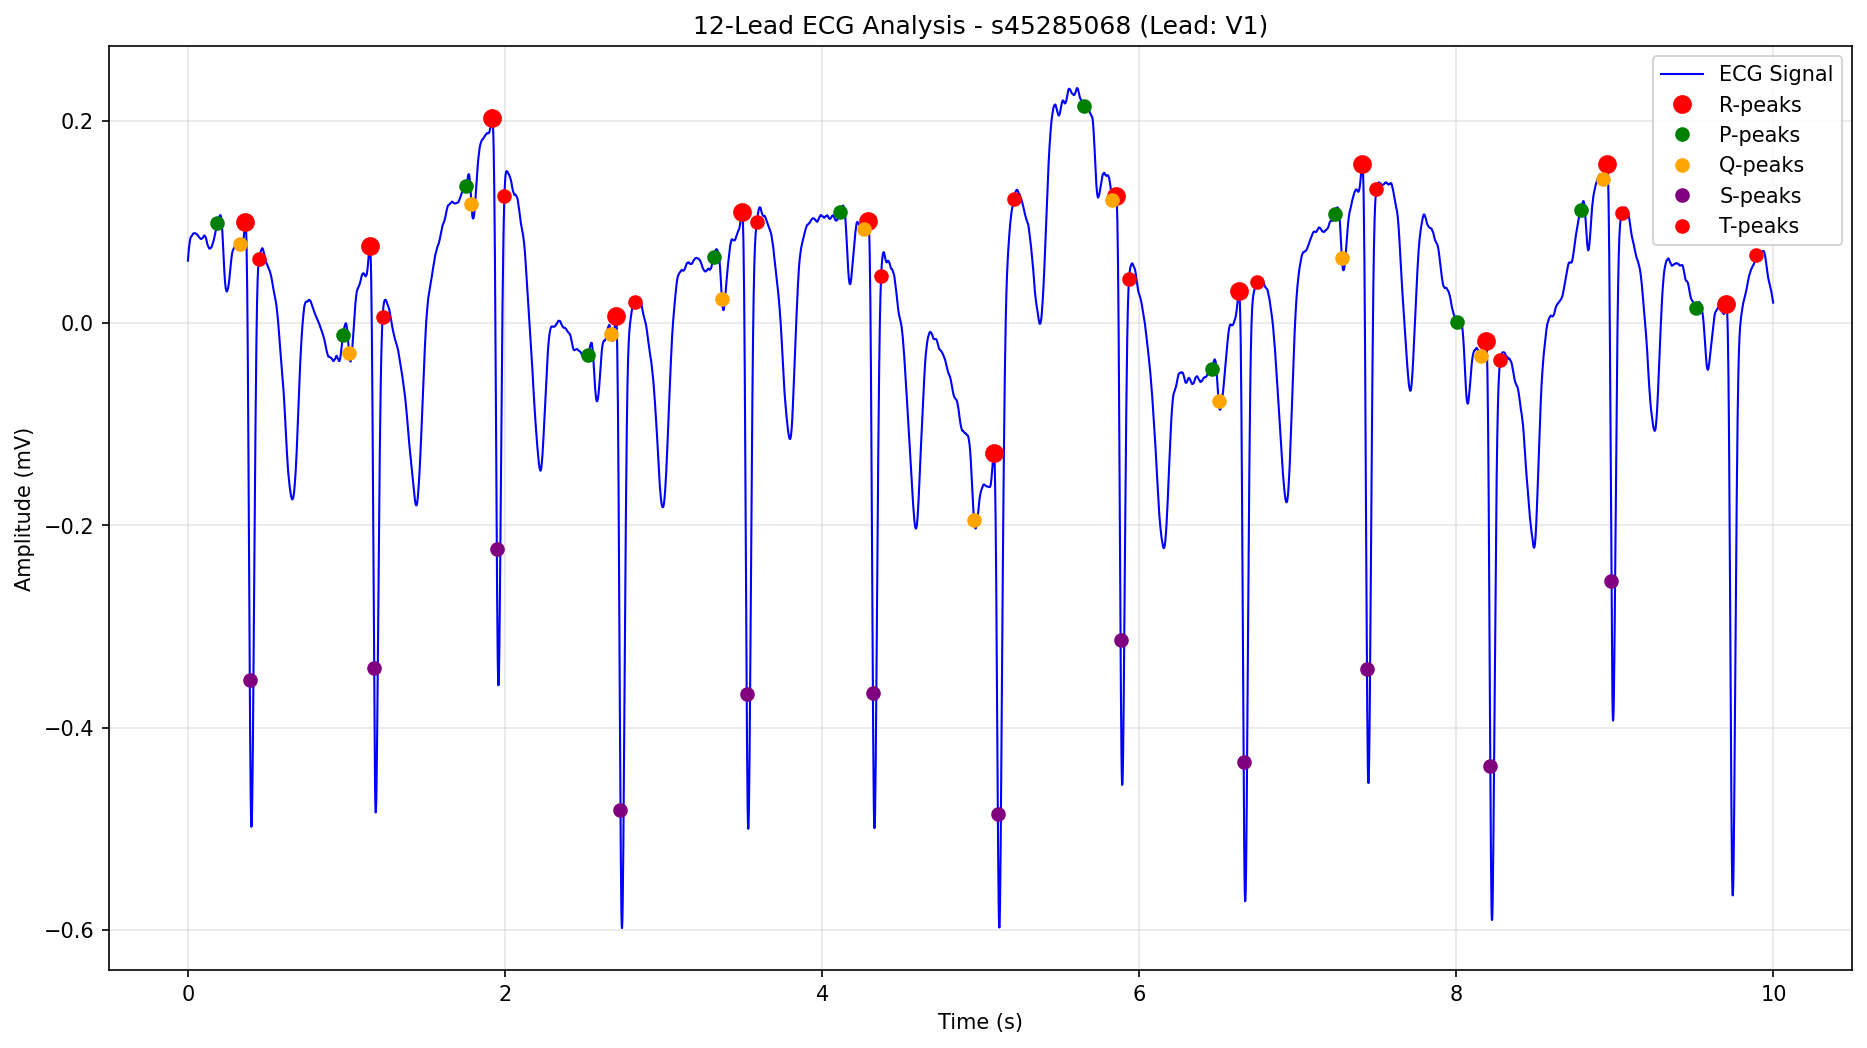 12-Lead ECG Analysis - s45285068 (Lead: V1)
ECG Signal
R-peaks
P-peaks
Q-peaks
S-peaks
T-peaks
Amplitude (mV)
0.2
0.0
−0.2
−0.4
−0.6
0 2 4 6 8 10
Time (s)